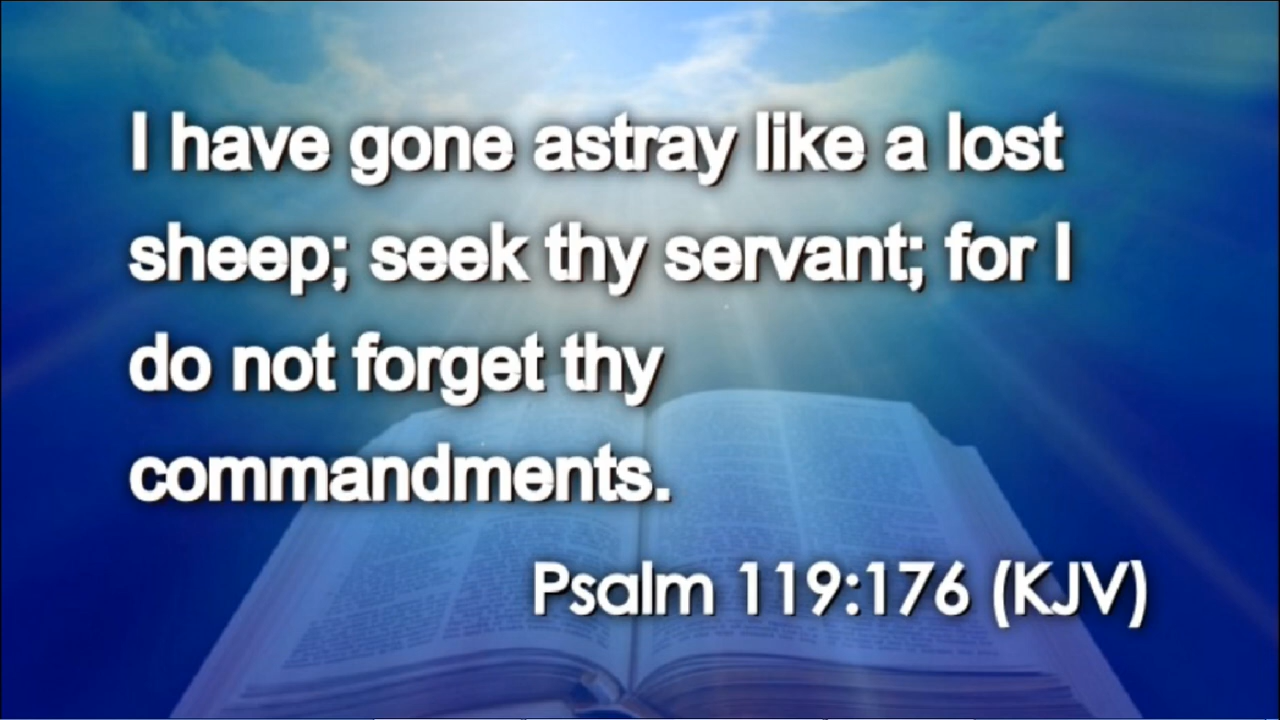 I have gone astray like a lost
sheep; seek thy servant; for I
do not forget thy
commandments.
Psalm 119:176 (KJV)